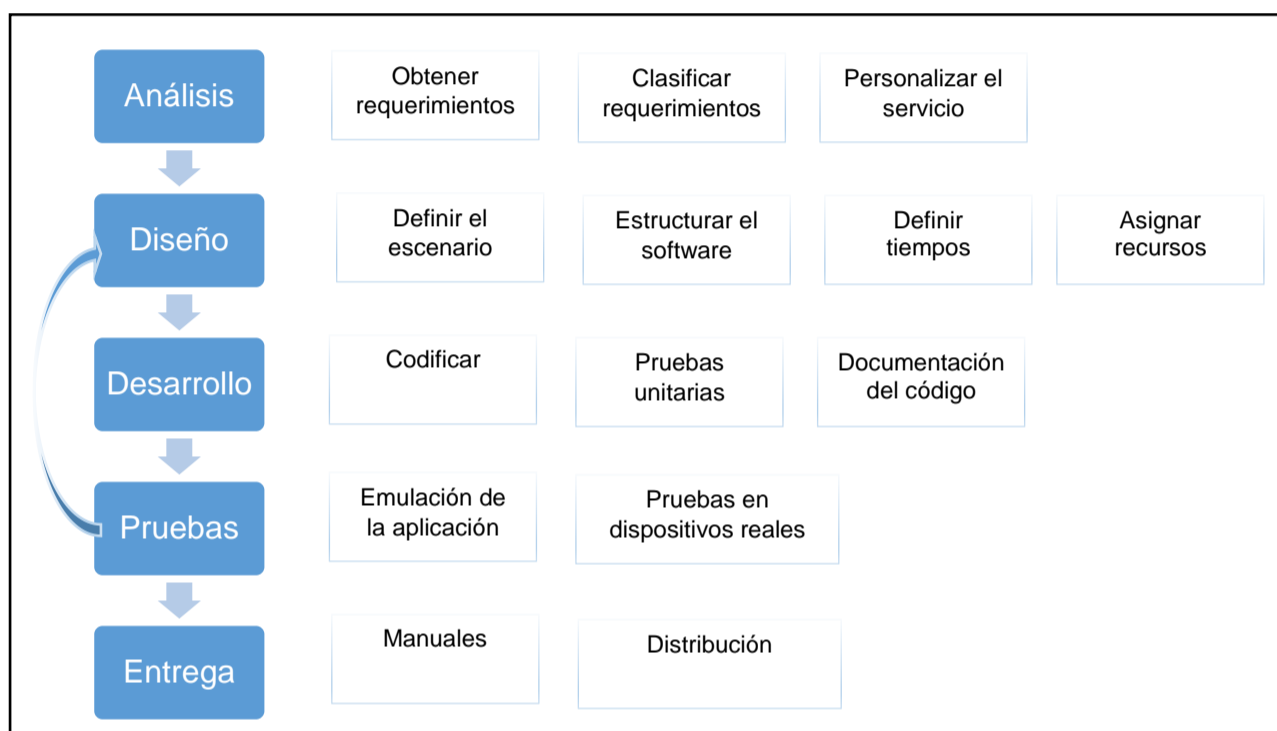 Análisis
Obtener
requerimientos
Clasificar
requerimientos
Personalizar el
servicio
Diseño
Definir el
escenario
Estructurar el
software
Definir
tiempos
Asignar
recursos
Desarrollo
Codificar
Pruebas
unitarias
Documentación
del código
Pruebas
Emulación de
la aplicación
Pruebas en
dispositivos reales
Entrega
Manuales
Distribución